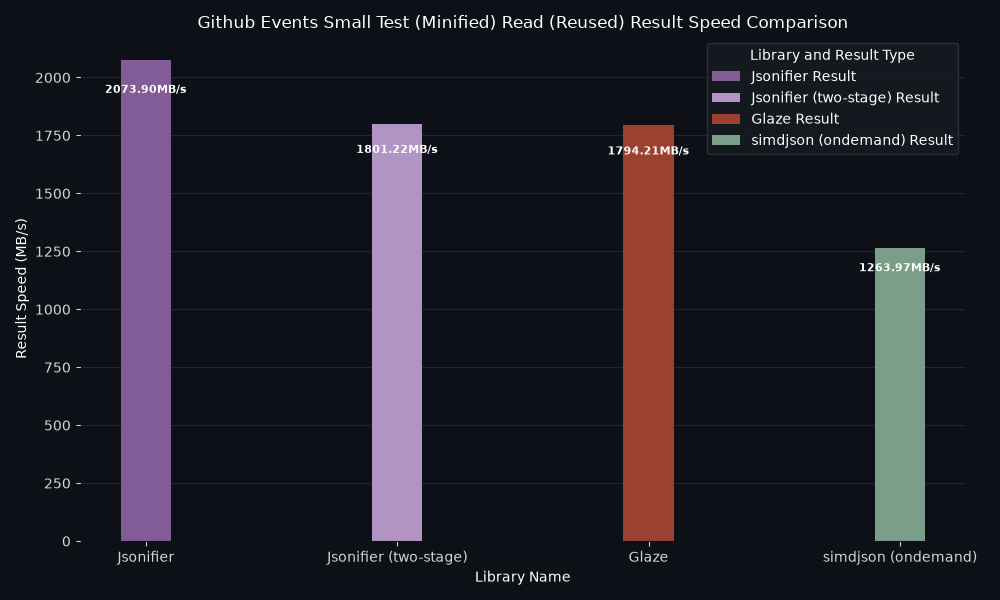 Github Events Small Test (Minified) Read (Reused) Result Speed Comparison
Library and Result Type
Jsonifier Result
Jsonifier (two-stage) Result
Glaze Result
simdjson (ondemand) Result
2073.90MB/s
1801.22MB/s
1794.21MB/s
1263.97MB/s
Result Speed (MB/s)
2000
1750
1500
1250
1000
750
500
250
0
Jsonifier
Jsonifier (two-stage)
Glaze
simdjson (ondemand)
Library Name